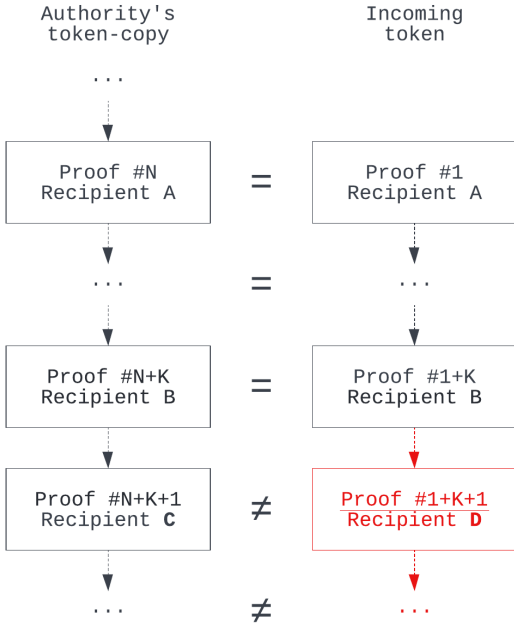 Authority's
token-copy
Incoming
token
...
Proof #N
Recipient A
=
Proof #1
Recipient A
...
=
...
Proof #N+K
Recipient B
=
Proof #1+K
Recipient B
Proof #N+K+1
Recipient C
≠
Proof #1+K+1
Recipient D
...
≠
...